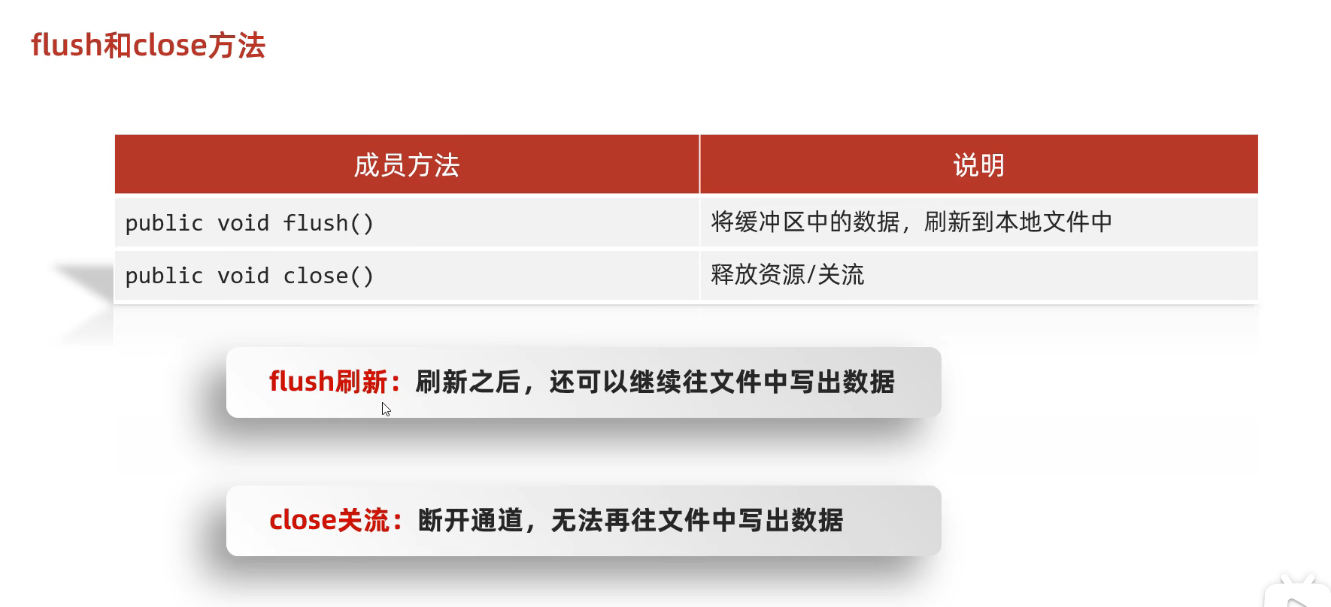 flush和close方法
成员方法 说明
public void flush() 将缓冲区中的数据，刷新到本地文件中
public void close() 释放资源/关流
flush刷新：刷新之后，还可以继续往文件中写出数据
close关流：断开通道，无法再往文件中写出数据